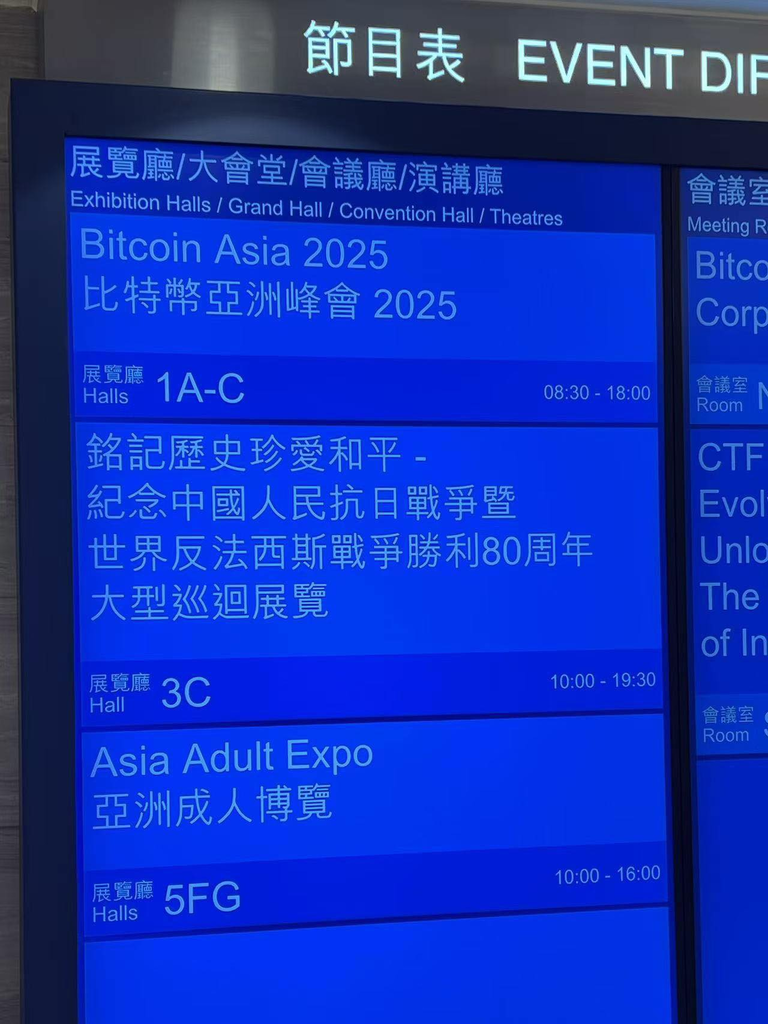 節目表 EVENT
展覽廳/大會堂/會議廳/演講廳
Exhibition Halls / Grand Hall / Convention Hall / Theatres
Bitcoin Asia 2025
比特幣亞洲峰會 2025
展覽廳
Halls 1A-C
08:30 - 18:00
銘記歷史珍愛和平 -
紀念中國人民抗日戰爭暨
世界反法西斯戰爭勝利80周年
大型巡迴展覽
展覽廳
Hall 3C
10:00 - 19:30
Asia Adult Expo
亞洲成人博覽
展覽廳
Halls 5FG
10:00 - 16:00
會議室
Meeting
會議室
Room
CTF
The
of
會議室
Room